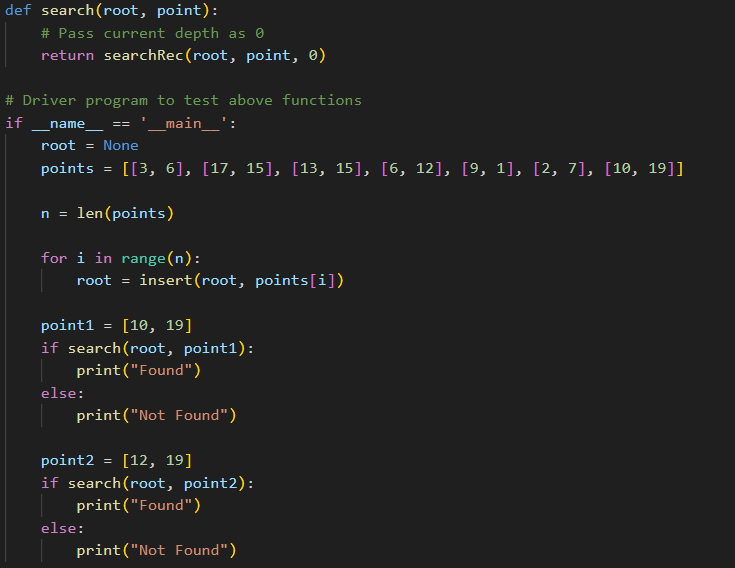 def search(root, point):
    # Pass current depth as 0
    return searchRec(root, point, 0)

# Driver program to test above functions
if __name__ == '__main__':
    root = None
    points = [[3, 6], [17, 15], [13, 15], [6, 12], [9, 1], [2, 7], [10, 19]]

    n = len(points)

    for i in range(n):
        root = insert(root, points[i])

    point1 = [10, 19]
    if search(root, point1):
        print("Found")
    else:
        print("Not Found")

    point2 = [12, 19]
    if search(root, point2):
        print("Found")
    else:
        print("Not Found")